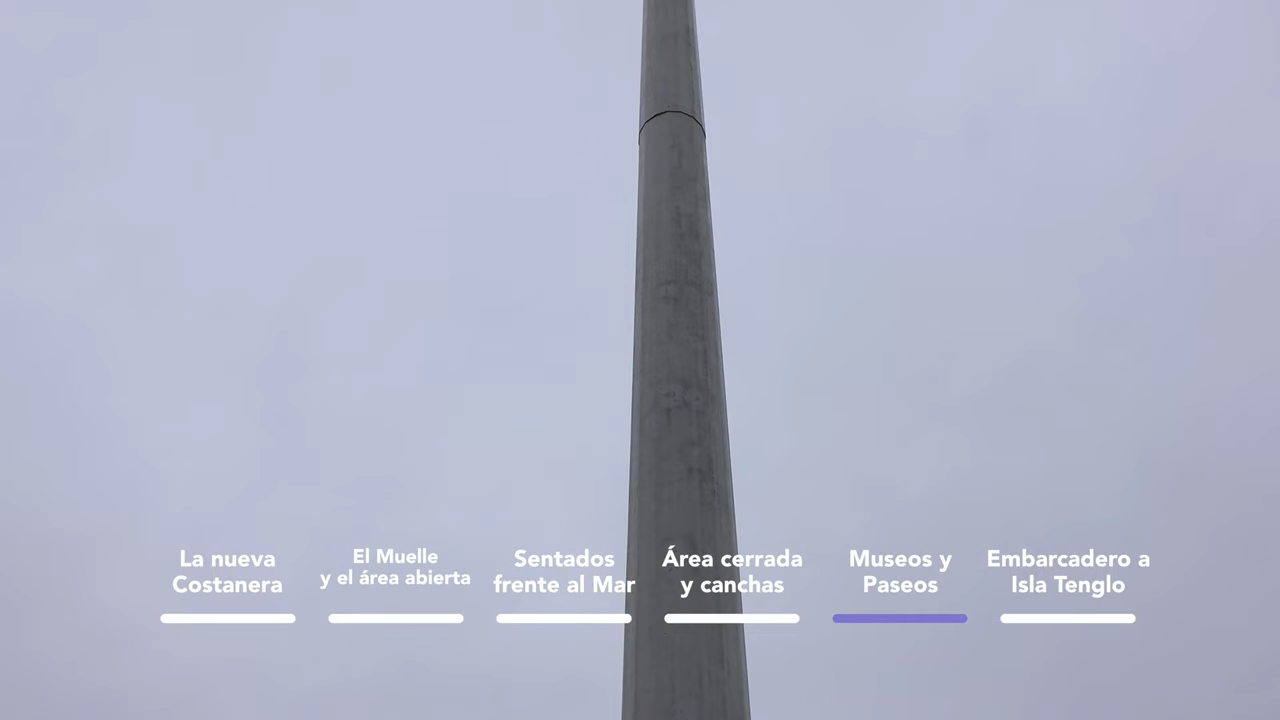 La nueva
Costanera
El Muelle
y el área abierta
Sentados
frente al Mar
Área cerrada
y canchas
Museos y
Paseos
Embarcadero a
Isla Tenglo